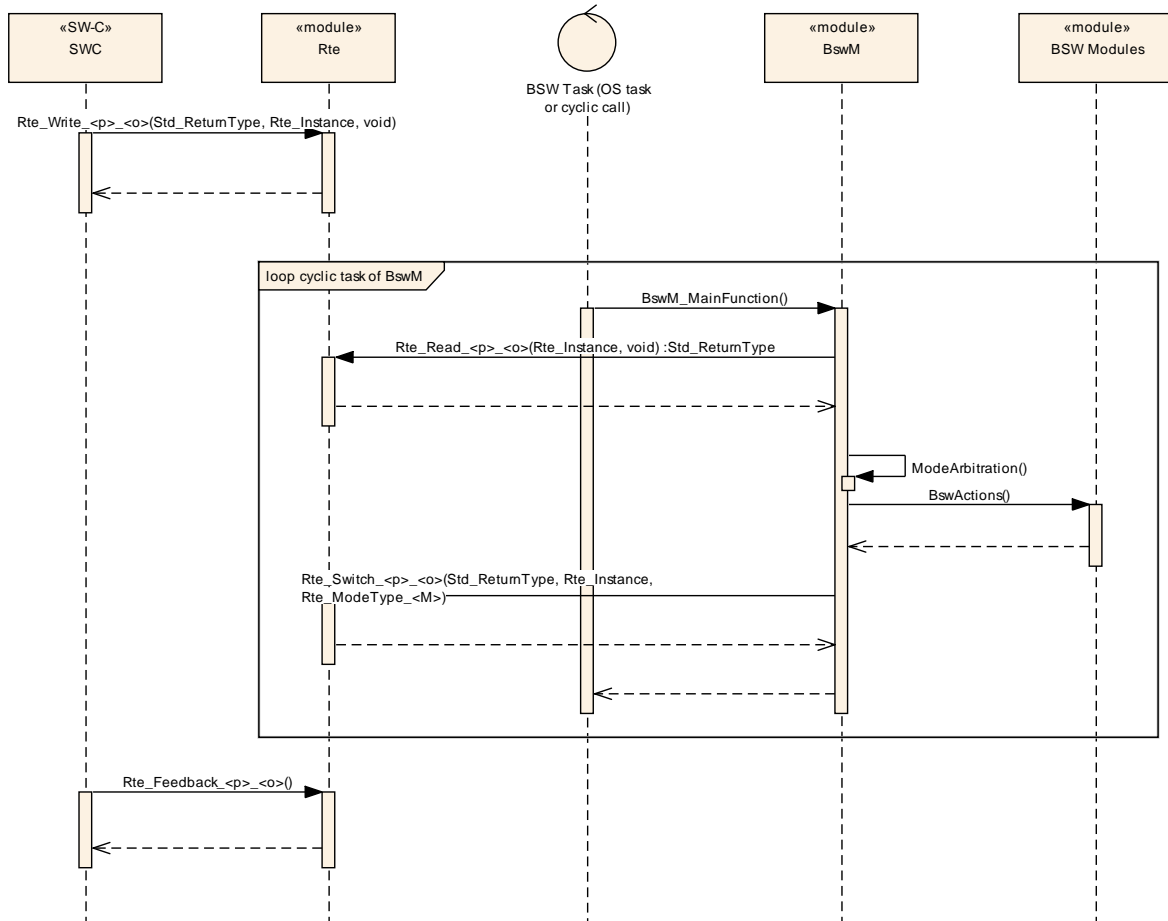 «SW-C»
SWC
«module»
Rte
BSW Task (OS task
or cyclic call)
«module»
BswM
«module»
BSW Modules
Rte_Write_<p>_<o>(Std_ReturnType, Rte_Instance, void)
loop cyclic task of BswM
BswM_MainFunction()
Rte_Read_<p>_<o>(Rte_Instance, void) :Std_ReturnType
ModeArbitration()
BswActions()
Rte_Switch_<p>_<o>(Std_ReturnType, Rte_Instance,
Rte_ModeType_<M>)
Rte_Feedback_<p>_<o>()